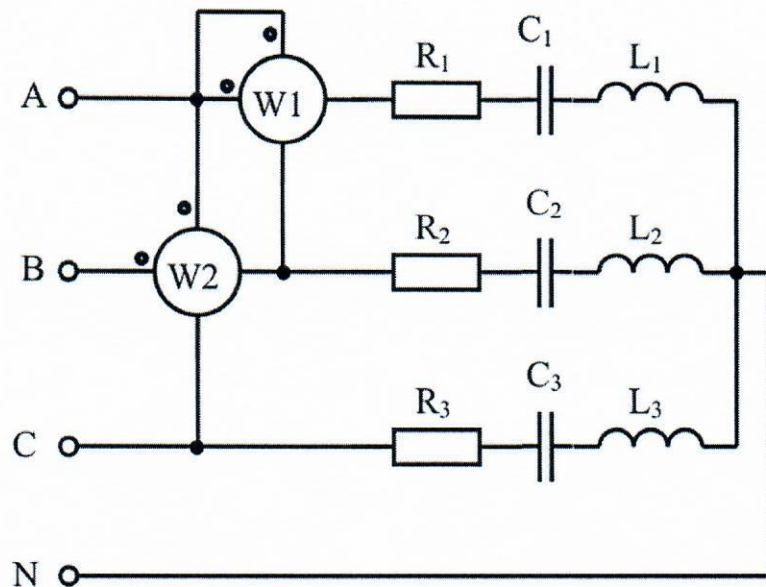 C₁
R₁ L₁
A W1
C₂
R₂ L₂
B W2
C₃
R₃ L₃
C
N